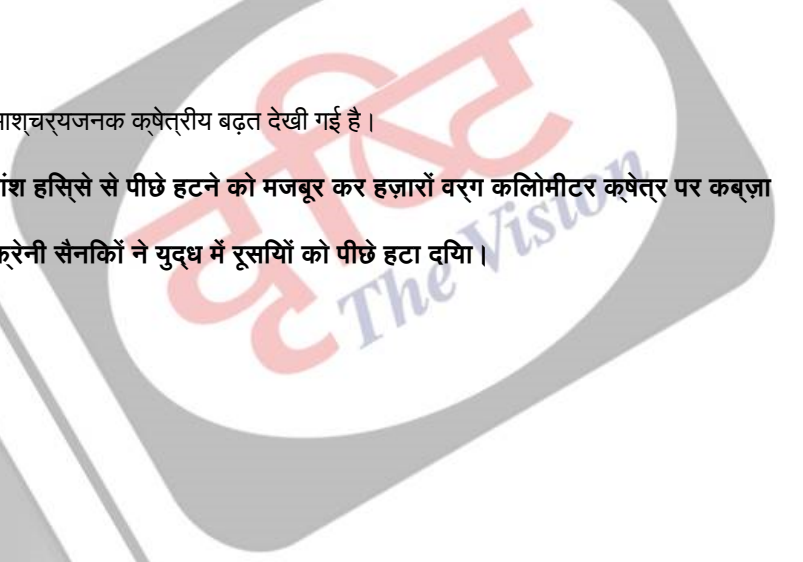 आश्चर्यजनक क्षेत्रीय बढ़त देखी गई है।
हिस्से से पीछे हटने को मजबूर कर हज़ारों वर्ग किलोमीटर क्षेत्र पर कब्ज़ा
सैनिकों ने युद्ध में रूसियों को पीछे हटा दिया।
दृष्टि
The Vision